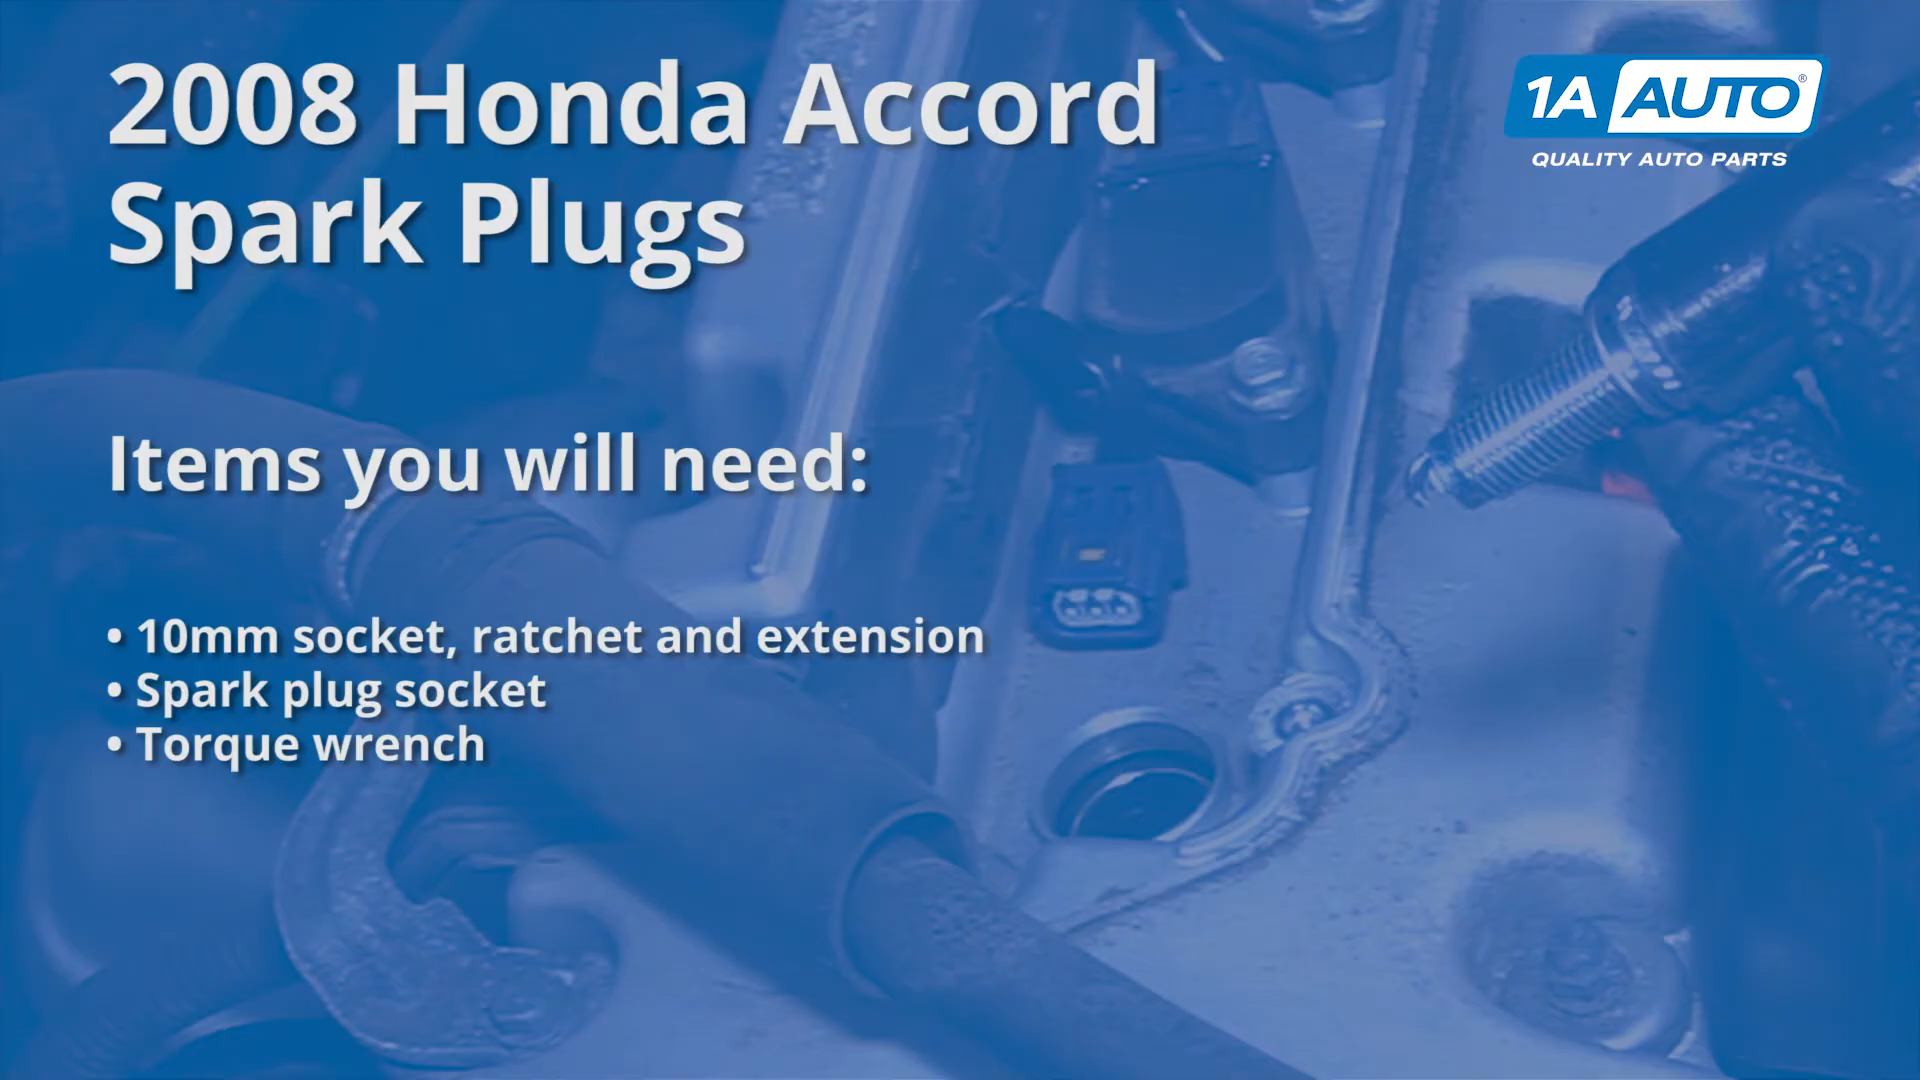 2008 Honda Accord
Spark Plugs
1A AUTO®
QUALITY AUTO PARTS
Items you will need:
• 10mm socket, ratchet and extension
• Spark plug socket
• Torque wrench